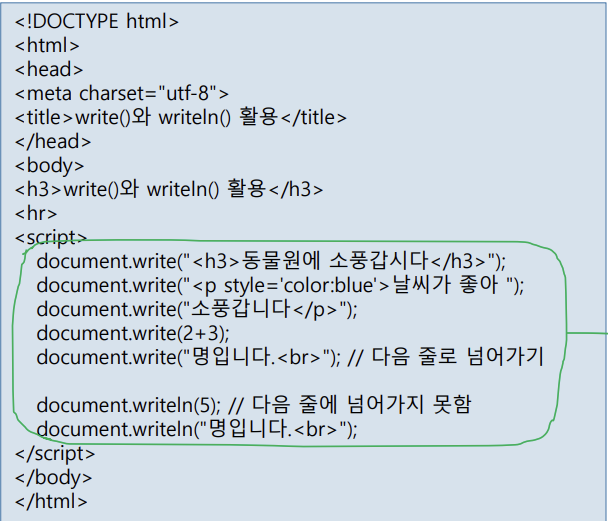 <!DOCTYPE html>
<html>
<head>
<meta charset="utf-8">
<title>write()와 writeln() 활용</title>
</head>
<body>
<h3>write()와 writeln() 활용</h3>
<hr>
<script>
document.write("<h3>동물원에 소풍갑시다</h3>");
document.write("<p style='color:blue'>날씨가 좋아 ");
document.write("소풍갑니다</p>");
document.write(2+3);
document.write("명입니다.<br>"); // 다음 줄로 넘어가기
document.writeln(5); // 다음 줄에 넘어가지 못함
document.writeln("명입니다.<br>");
</script>
</body>
</html>